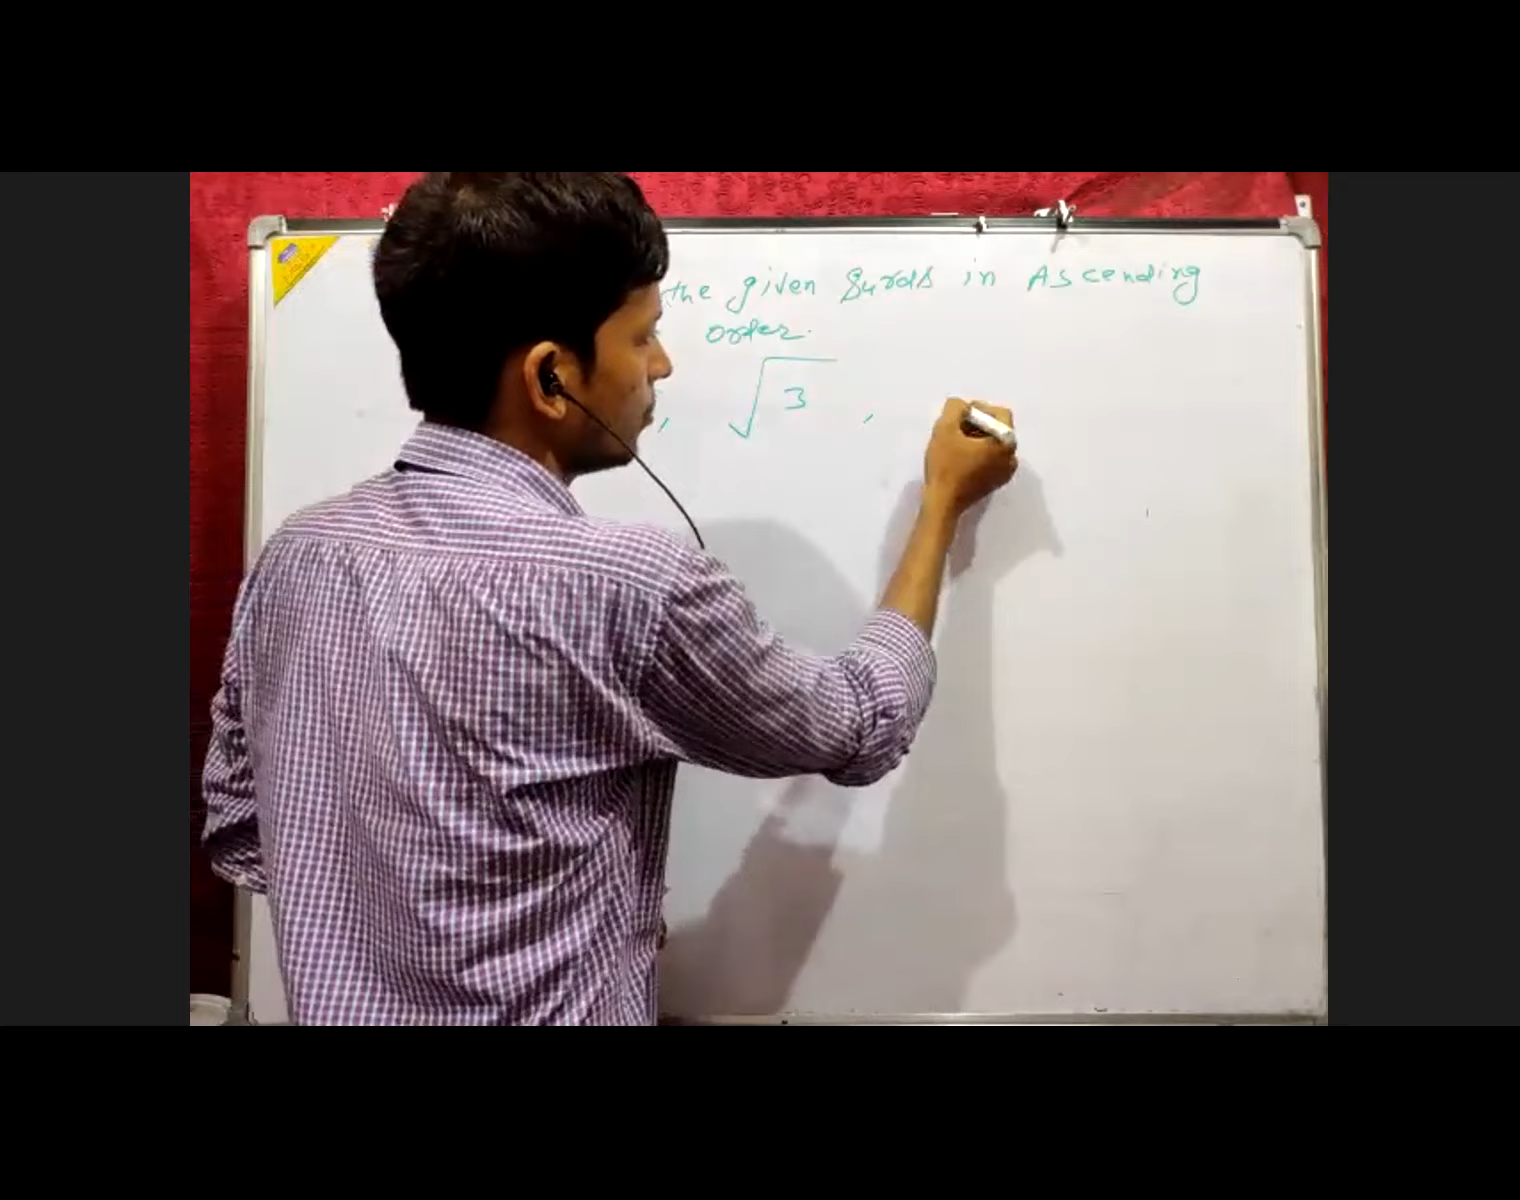 the given Surds in Ascending
order.
, √3 ,